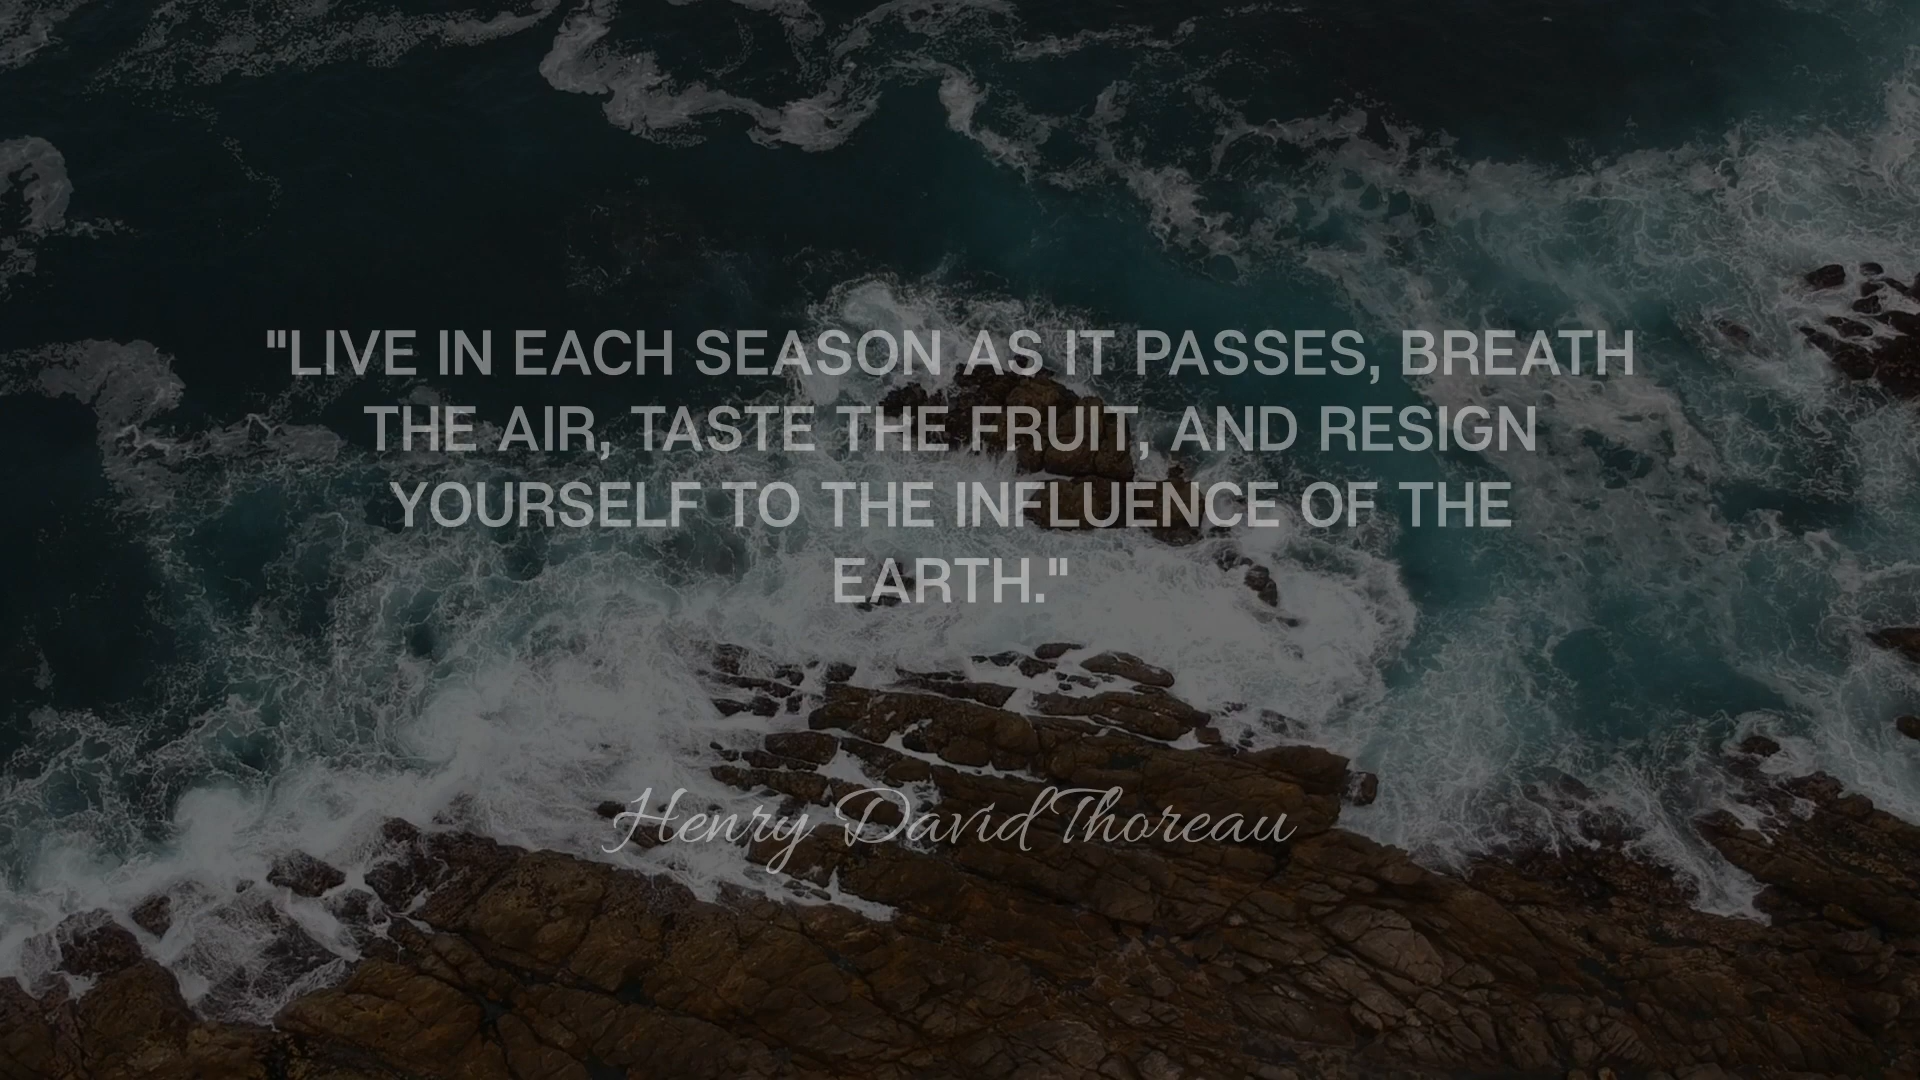 "LIVE IN EACH SEASON AS IT PASSES, BREATH
THE AIR, TASTE THE FRUIT, AND RESIGN
YOURSELF TO THE INFLUENCE OF THE
EARTH."
Henry David Thoreau